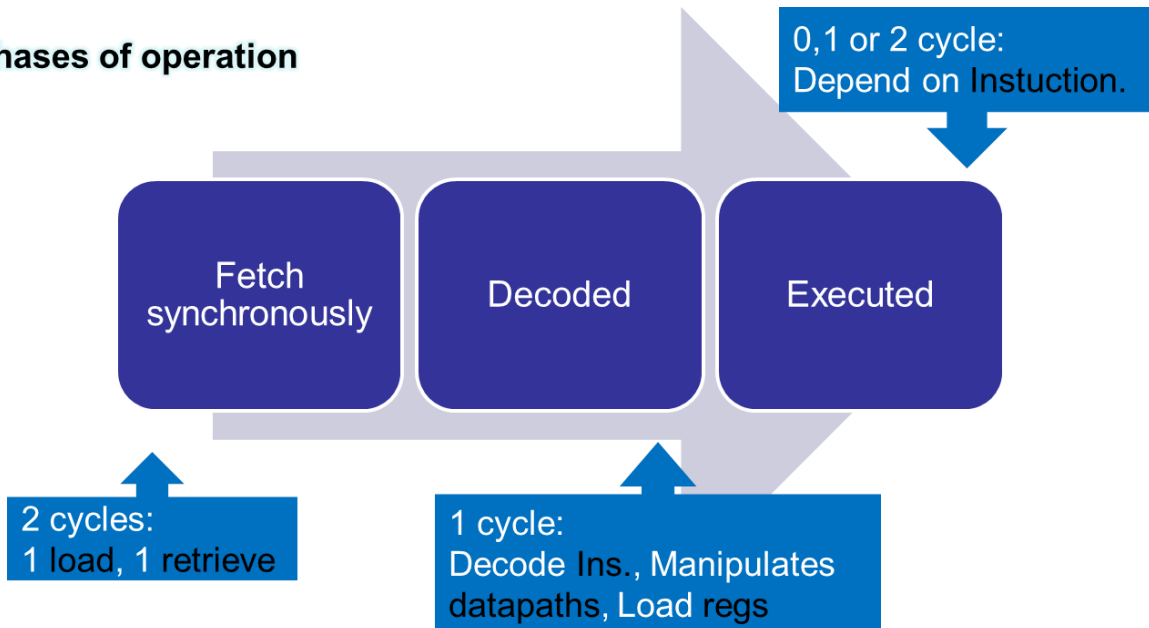 hases of operation
0,1 or 2 cycle:
Depend on Instuction.
Fetch
synchronously
Decoded
Executed
2 cycles:
1 load, 1 retrieve
1 cycle:
Decode Ins., Manipulates
datapaths, Load regs